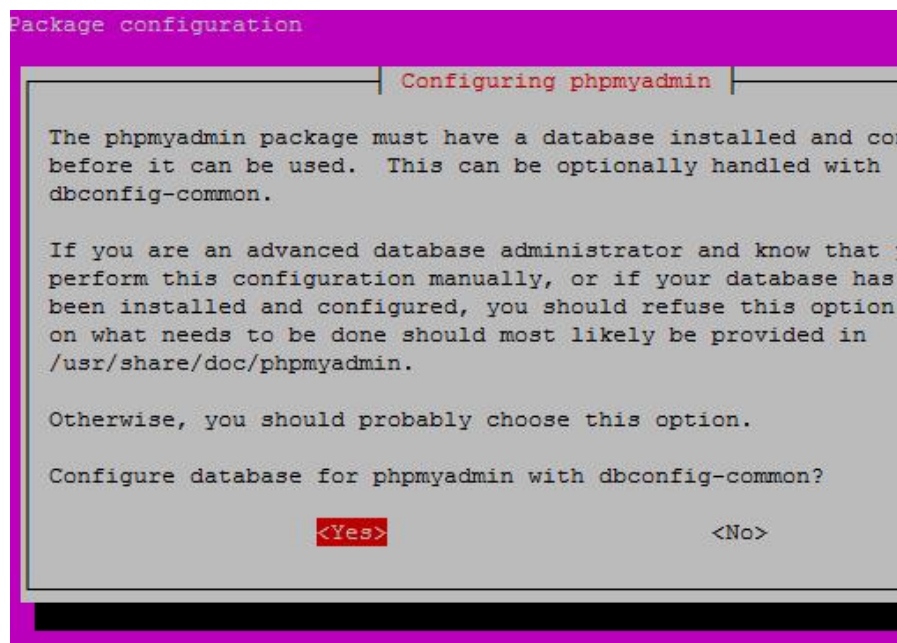 Package configuration
Configuring phpmyadmin
The phpmyadmin package must have a database installed and
before it can be used. This can be optionally handled with
dbconfig-common.
If you are an advanced database administrator and know that
perform this configuration manually, or if your database has
been installed and configured, you should refuse this option
on what needs to be done should most likely be provided in
/usr/share/doc/phpmyadmin.
Otherwise, you should probably choose this option.
Configure database for phpmyadmin with dbconfig-common?
<Yes> <No>